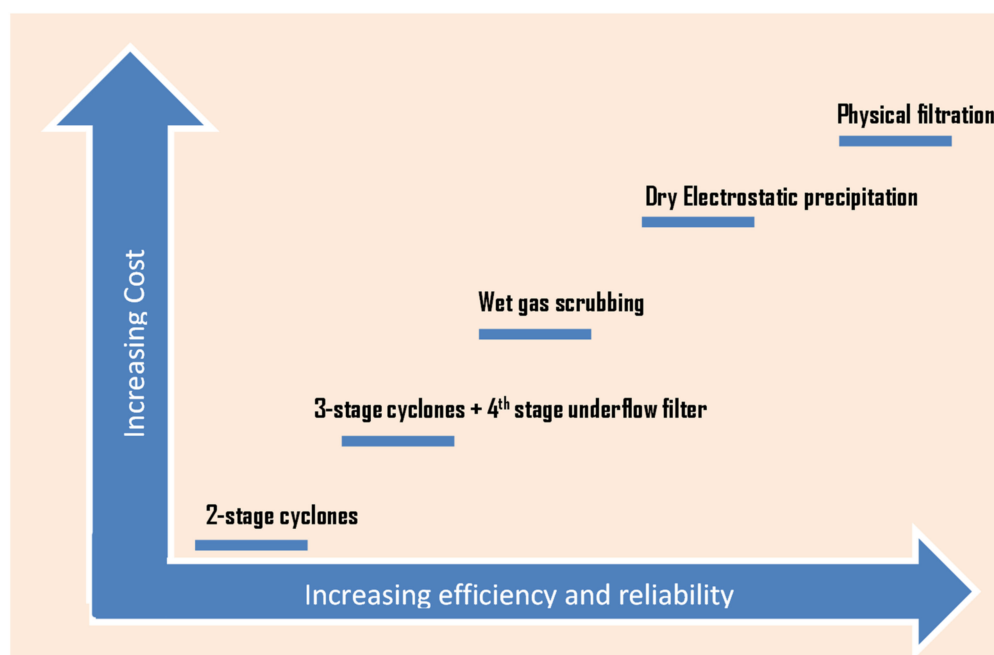 Physical filtration
Dry Electrostatic precipitation
Wet gas scrubbing
3-stage cyclones + 4th stage underflow filter
2-stage cyclones
Increasing Cost
Increasing efficiency and reliability